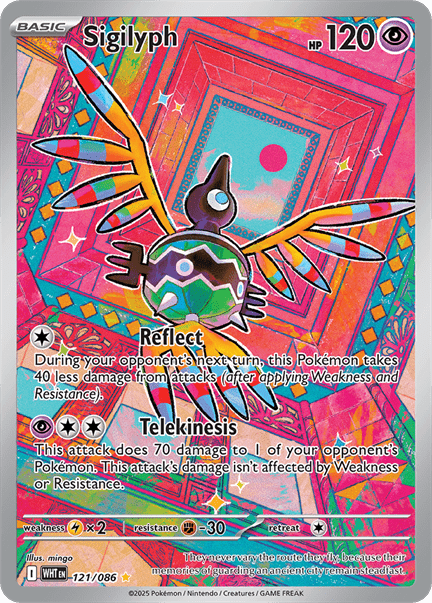 BASIC Sigilyph HP 120
Reflect
During your opponent's next turn, this Pokémon takes
40 less damage from attacks (after applying Weakness and
Resistance).
Telekinesis
This attack does 70 damage to 1 of your opponent's
Pokémon. This attack's damage isn't affected by Weakness
or Resistance.
weakness ×2 resistance -30 retreat
Illus. mingo
I WHT EN 121/086
They never vary the route they fly, because their
memories of guarding an ancient city remain steadfast.
©2025 Pokémon / Nintendo / Creatures / GAME FREAK